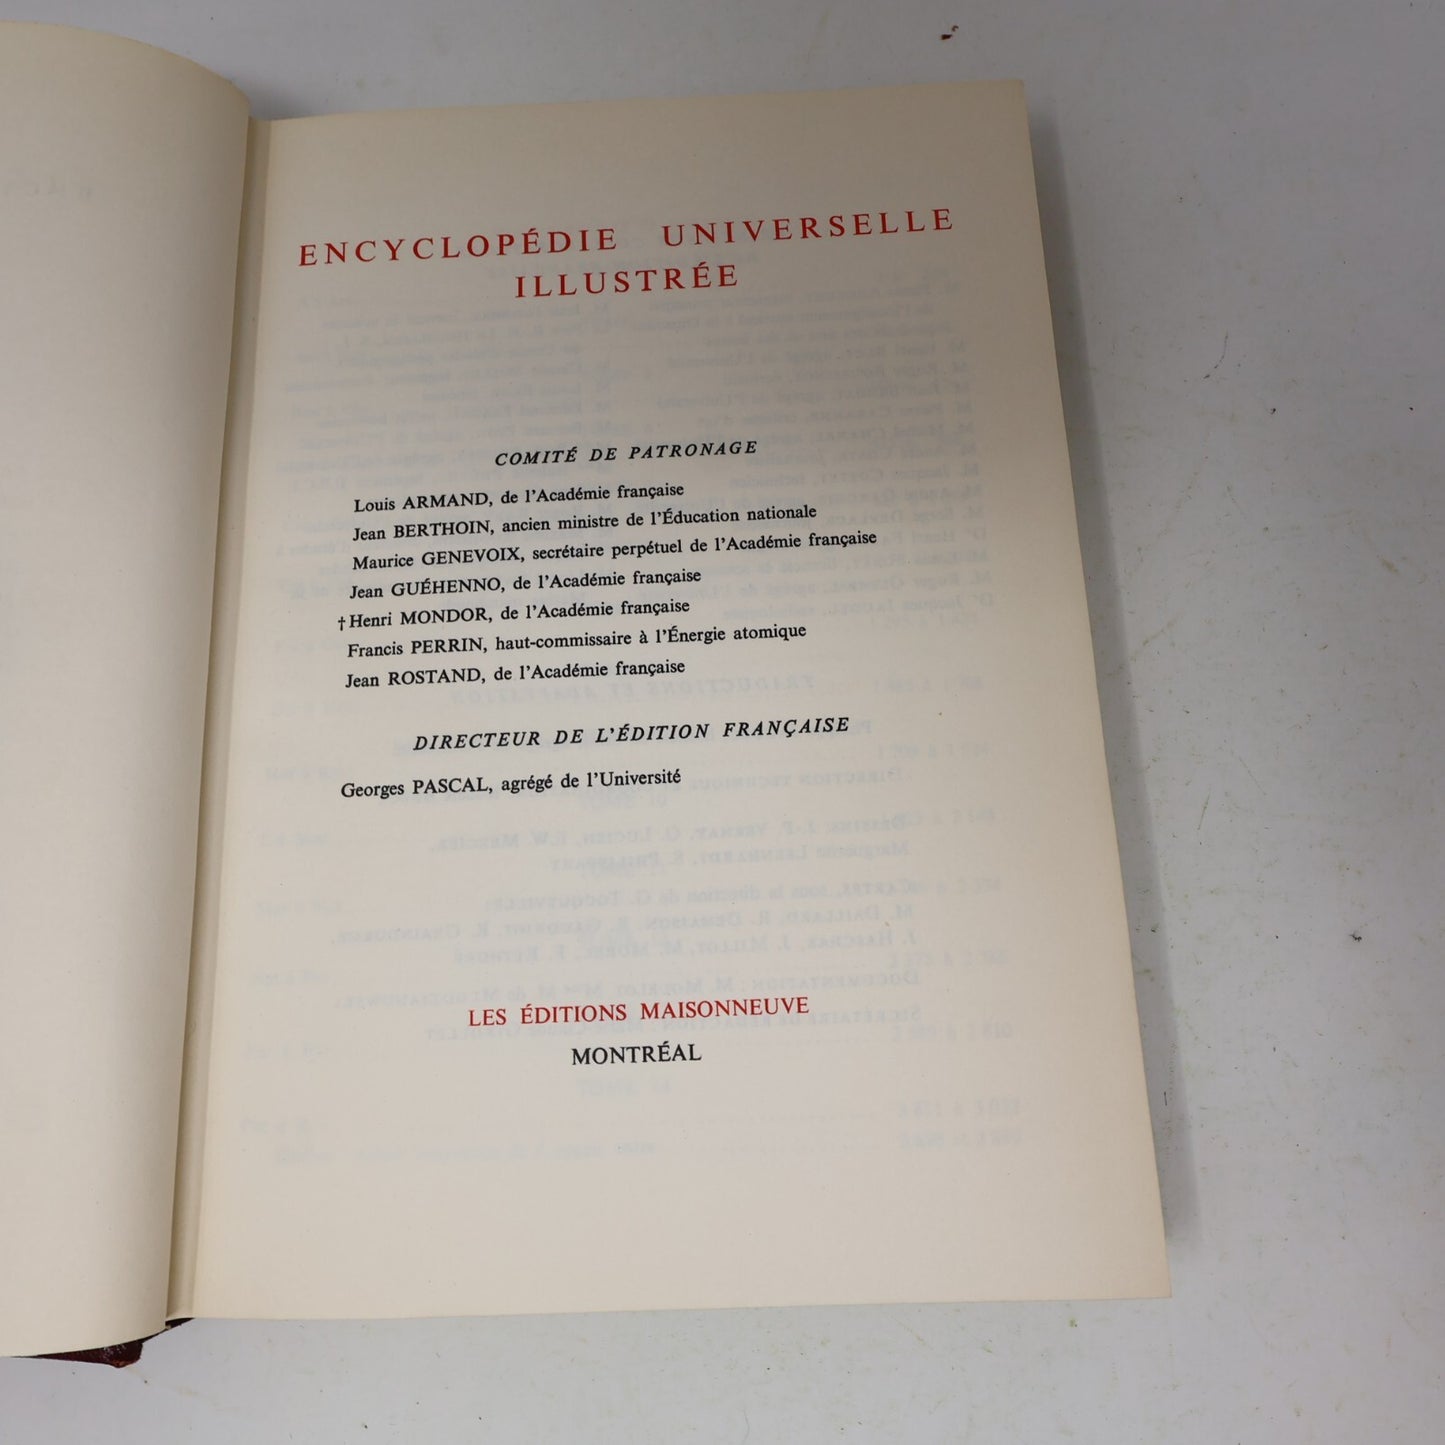 ENCYCLOPÉDIE UNIVERSELLE
ILLUSTRÉE
COMITÉ DE PATRONAGE
Louis ARMAND, de l'Académie française
Jean BERTHOIN, ancien ministre de l'Éducation nationale
Maurice GENEVOIX, secrétaire perpétuel de l'Académie française
Jean GUÉHENNO, de l'Académie française
† Henri MONDOR, de l'Académie française
Francis PERRIN, haut-commissaire à l'Énergie atomique
Jean ROSTAND, de l'Académie française
DIRECTEUR DE L'ÉDITION FRANÇAISE
Georges PASCAL, agrégé de l'Université
LES ÉDITIONS MAISONNEUVE
MONTRÉAL